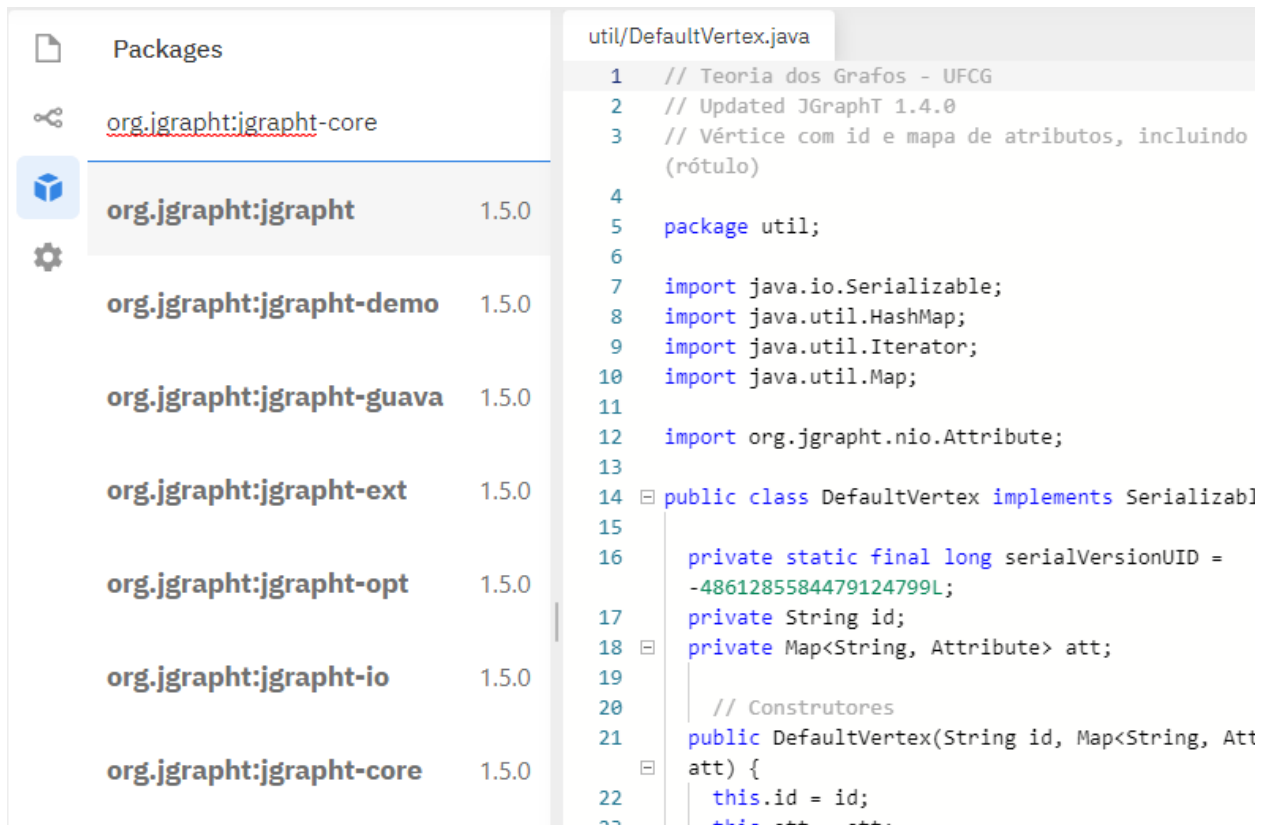 Packages
org.jgrapht:jgrapht-core
org.jgrapht:jgrapht 1.5.0
org.jgrapht:jgrapht-demo 1.5.0
org.jgrapht:jgrapht-guava 1.5.0
org.jgrapht:jgrapht-ext 1.5.0
org.jgrapht:jgrapht-opt 1.5.0
org.jgrapht:jgrapht-io 1.5.0
org.jgrapht:jgrapht-core 1.5.0
util/DefaultVertex.java
1 // Teoria dos Grafos - UFCG
2 // Updated JGraphT 1.4.0
3 // Vértice com id e mapa de atributos, incluindo
(rótulo)
4
5 package util;
6
7 import java.io.Serializable;
8 import java.util.HashMap;
9 import java.util.Iterator;
10 import java.util.Map;
11
12 import org.jgrapht.nio.Attribute;
13
14 public class DefaultVertex implements Serializabl
15
16 private static final long serialVersionUID =
-4861285584479124799L;
17 private String id;
18 private Map<String, Attribute> att;
19
20 // Construtores
21 public DefaultVertex(String id, Map<String, Att
att) {
22 this.id = id;